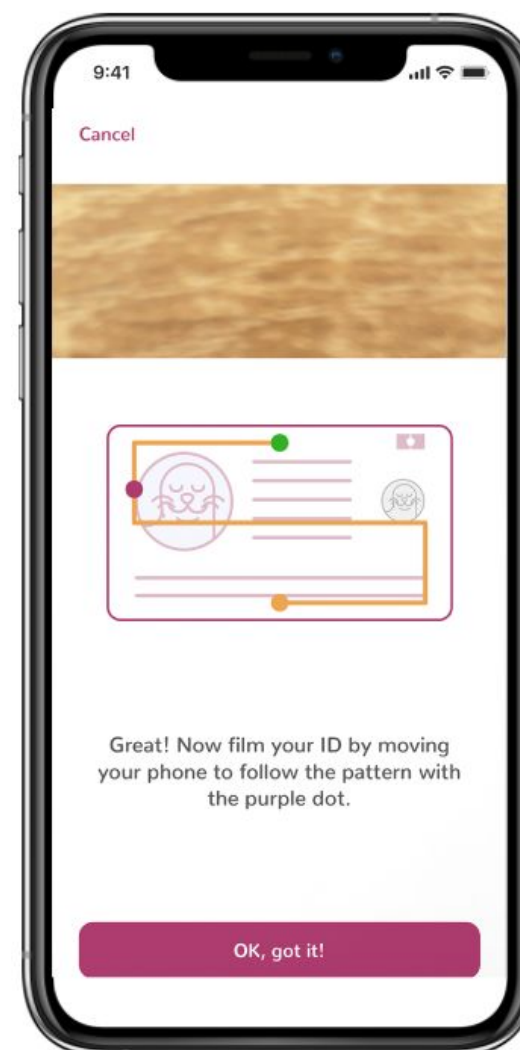 9:41
Cancel
Great! Now film your ID by moving
your phone to follow the pattern with
the purple dot.
OK, got it!